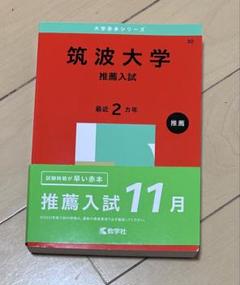 大学赤本シリーズ
筑波大学
推薦入試
最近2カ年
推薦
試験時期が早い赤本
推薦入試11月
教学社